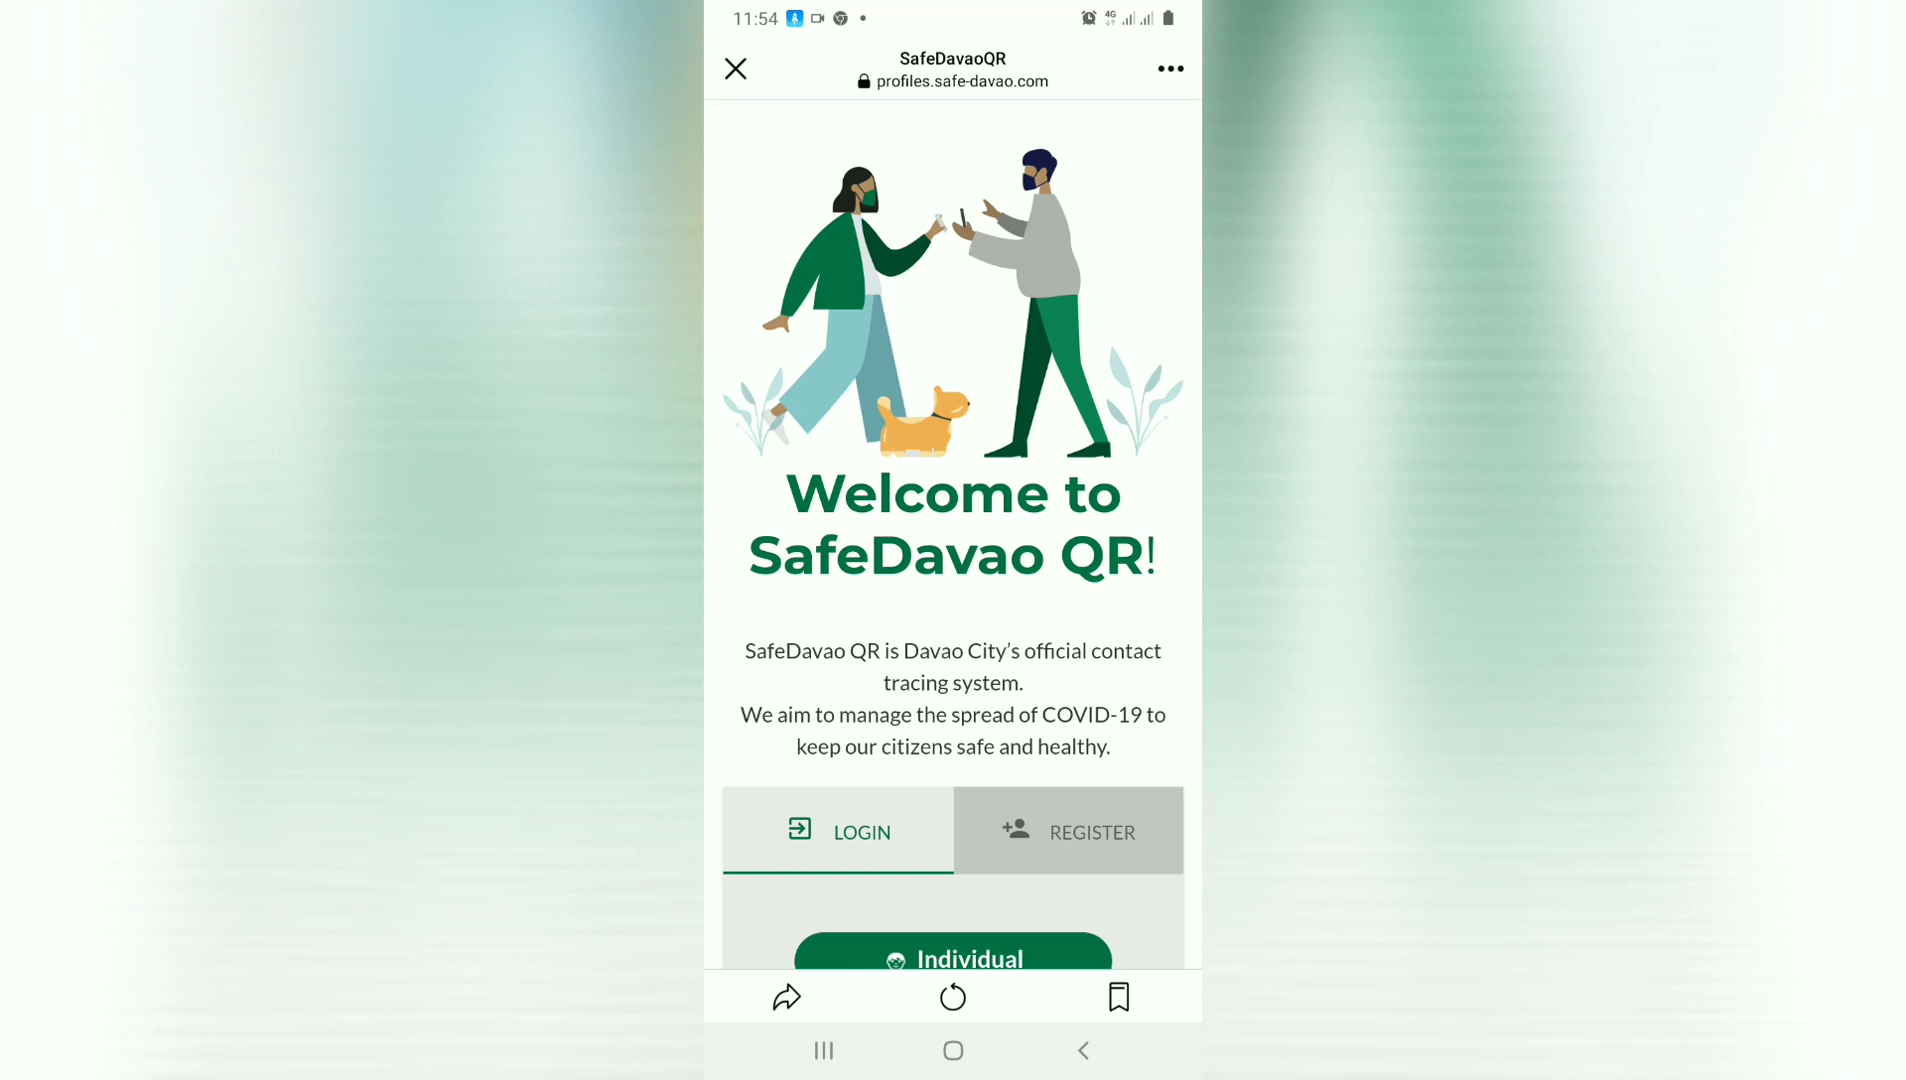 11:54
4G
SafeDavaoQR
profiles.safe-davao.com
Welcome to
SafeDavao QR!
SafeDavao QR is Davao City’s official contact
tracing system.
We aim to manage the spread of COVID-19 to
keep our citizens safe and healthy.
LOGIN
REGISTER
Individual